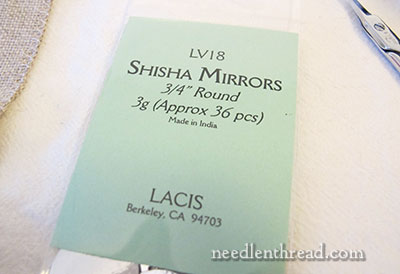 LV18
SHISHA MIRRORS
3/4" Round
3g (Approx 36 pcs)
Made in India
LACIS
Berkeley, CA 94703
needlenthread.com